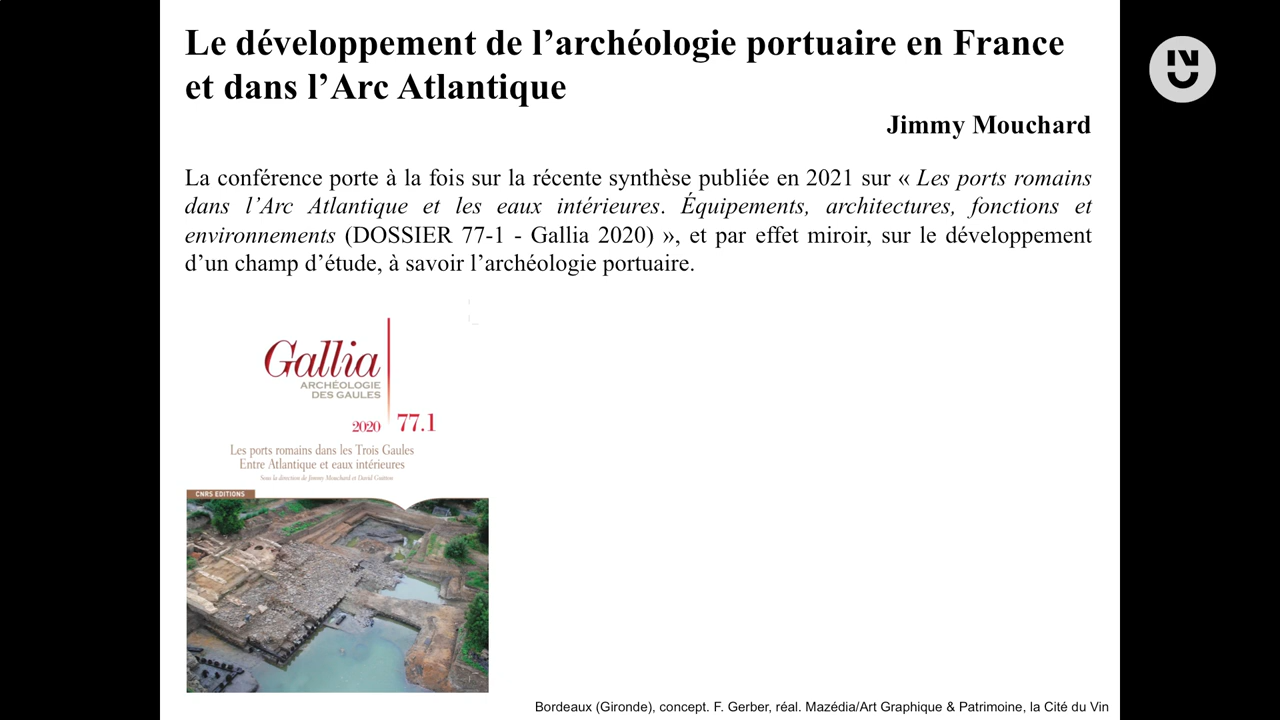 Le développement de l’archéologie portuaire en France
et dans l’Arc Atlantique
Jimmy Mouchard
La conférence porte à la fois sur la récente synthèse publiée en 2021 sur « Les ports romains
dans l’Arc Atlantique et les eaux intérieures. Équipements, architectures, fonctions et
environnements (DOSSIER 77-1 - Gallia 2020) », et par effet miroir, sur le développement
d’un champ d’étude, à savoir l’archéologie portuaire.
Gallia
ARCHÉOLOGIE
DES GAULES
2020 77.1
Les ports romains dans les Trois Gaules
Entre Atlantique et eaux intérieures
Sous la direction de Jimmy Mouchard et David Guitton
CNRS EDITIONS
Bordeaux (Gironde), concept. F. Gerber, réal. Mazédia/Art Graphique & Patrimoine, la Cité du Vin